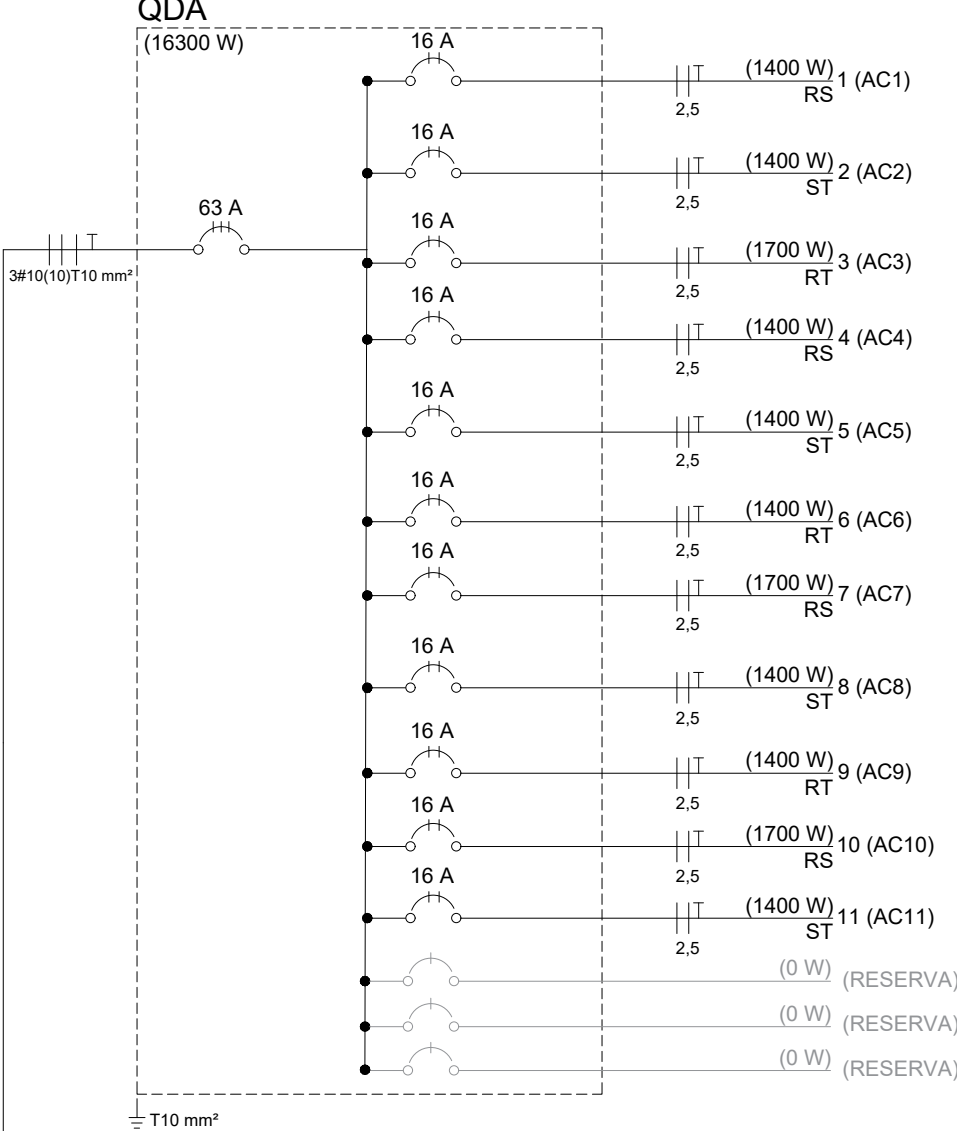 QDA
(16300 W)
16 A
(1400 W)
RS
1 (AC1)
2,5
16 A
(1400 W)
ST
2 (AC2)
2,5
63 A
3#10(10)T10 mm²
T
16 A
(1700 W)
RT
3 (AC3)
2,5
16 A
(1400 W)
RS
4 (AC4)
2,5
16 A
(1400 W)
ST
5 (AC5)
2,5
16 A
(1400 W)
RT
6 (AC6)
2,5
16 A
(1700 W)
RS
7 (AC7)
2,5
16 A
(1400 W)
ST
8 (AC8)
2,5
16 A
(1400 W)
RT
9 (AC9)
2,5
16 A
(1700 W)
RS
10 (AC10)
2,5
16 A
(1400 W)
ST
11 (AC11)
2,5
(0 W) (RESERVA)
(0 W) (RESERVA)
(0 W) (RESERVA)
T10 mm²